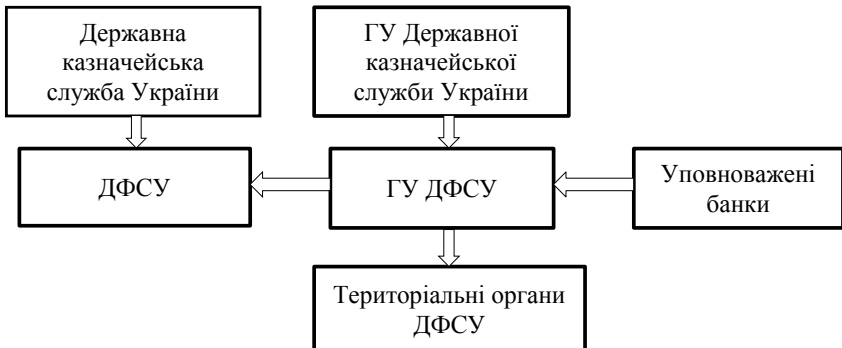 Державна
казначейська
служба України
ГУ Державної
казначейської
служби України
ДФСУ
ГУ ДФСУ
Уповноважені
банки
Територіальні органи
ДФСУ